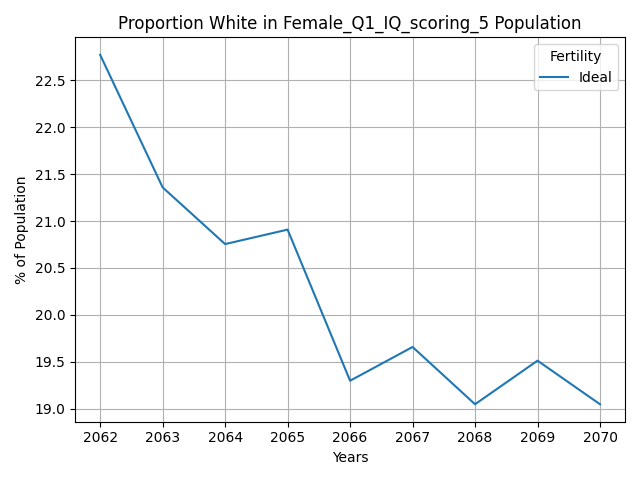 Proportion White in Female_Q1_IQ_scoring_5 Population
Fertility
Ideal
% of Population
22.5
22.0
21.5
21.0
20.5
20.0
19.5
19.0
2062 2063 2064 2065 2066 2067 2068 2069 2070
Years